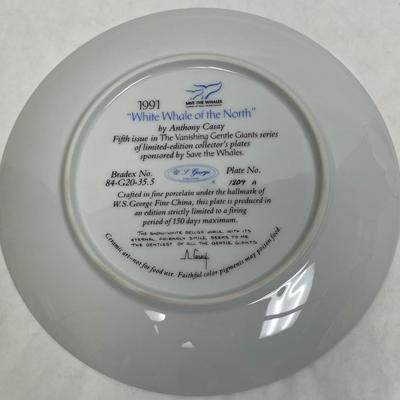 SAVE THE WHALES
1991
"White Whale of the North"
by Anthony Casay
Fifth issue in The Vanishing Gentle Giants series
of limited-edition collector's plates
sponsored by Save the Whales.
Bradex No.
84-G20-35.5
W. S. George
Plate No.
1809 A
Crafted in fine porcelain under the hallmark of
W.S. George Fine China, this plate is produced in
an edition strictly limited to a firing
period of 150 days maximum.
THE SNOW-WHITE BELUGA WHALE WITH ITS
ETERNAL FRIENDLY SMILE SEEMS TO ME
THE GENTLEST OF ALL THE GENTLE GIANTS.
A. Casay
Ceramic art–not for food use. Faithful color pigments may poison food.